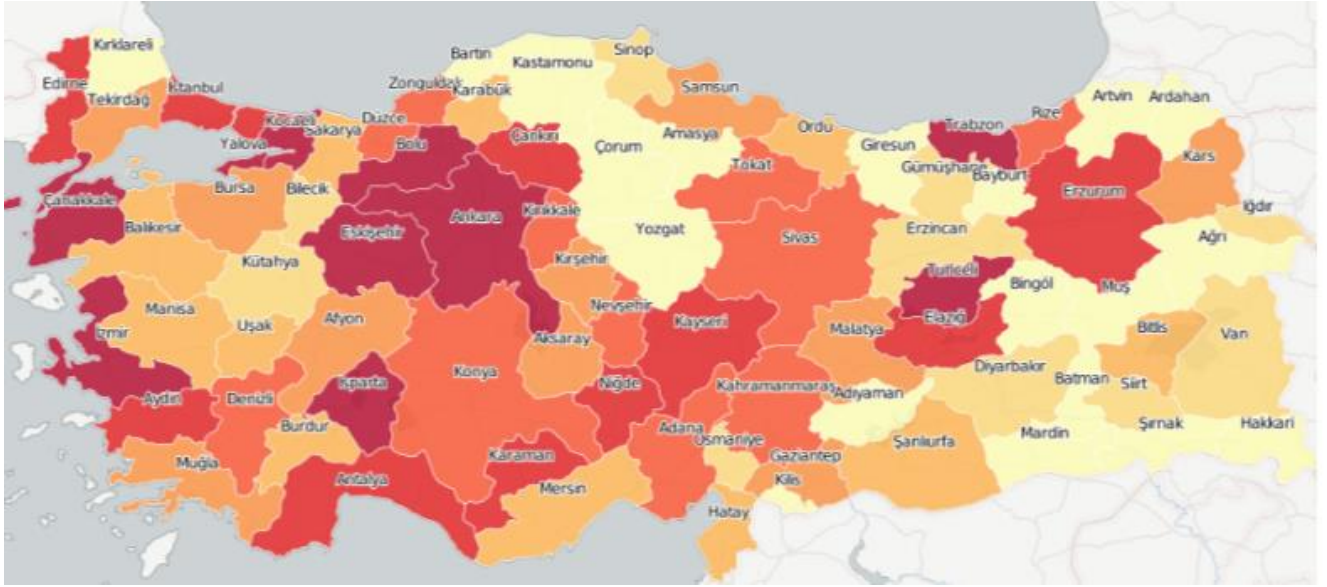 Kırklareli
Edirne
Tekirdağ
İstanbul
Kocaeli
Yalova
Sakarya
Düzce
Zonguldak
Bartın
Karabük
Kastamonu
Sinop
Samsun
Bolu
Çankırı
Çorum
Amasya
Ordu
Tokat
Giresun
Trabzon
Rize
Artvin
Ardahan
Gümüşhane
Bayburt
Kars
Erzurum
Iğdır
Ağrı
Çanakkale
Balıkesir
Bursa
Bilecik
Eskişehir
Ankara
Kırıkkale
Yozgat
Sivas
Erzincan
Tunceli
Bingöl
Muş
Kütahya
Kırşehir
Nevşehir
Kayseri
Malatya
Elazığ
Bitlis
Van
Manisa
Uşak
Afyon
İzmir
Aksaray
Konya
Isparta
Niğde
Kahramanmaraş
Adıyaman
Diyarbakır
Batman
Siirt
Şırnak
Hakkari
Mardin
Aydın
Denizli
Burdur
Muğla
Antalya
Karaman
Mersin
Adana
Osmaniye
Gaziantep
Kilis
Şanlıurfa
Hatay